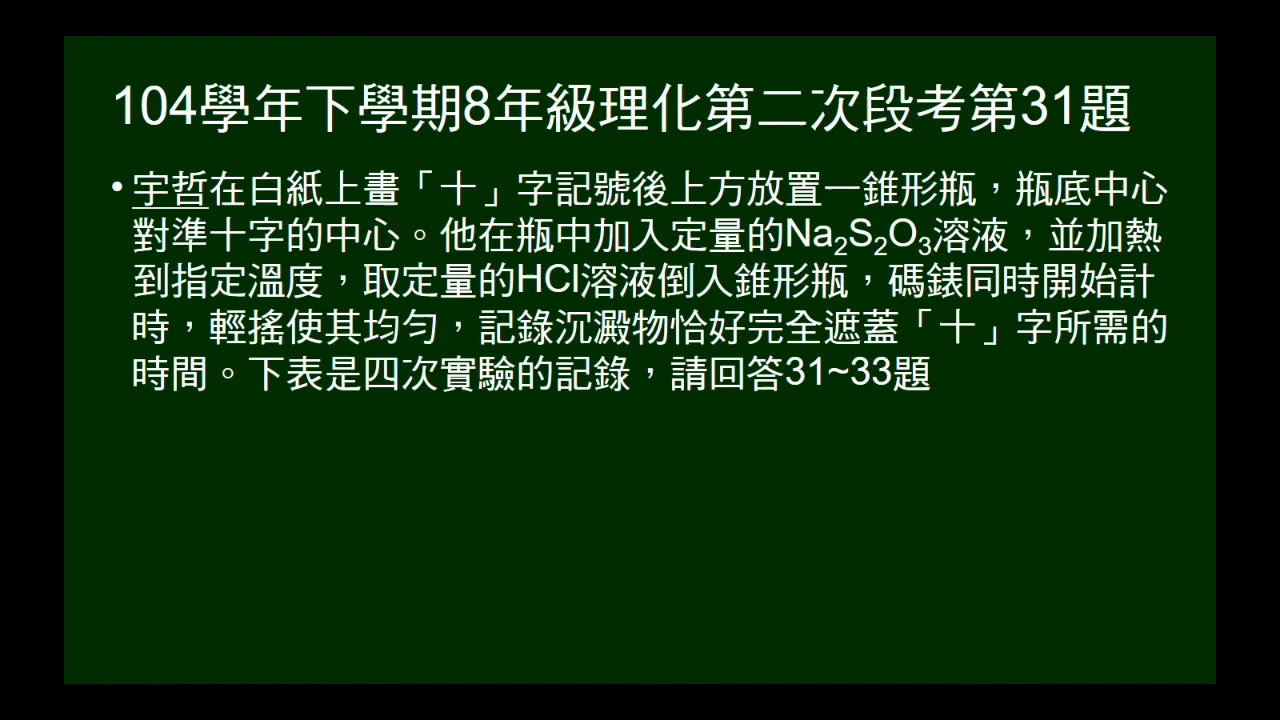 104學年下學期8年級理化第二次段考第31題
• 宇哲在白紙上畫「十」字記號後上方放置一錐形瓶，瓶底中心
對準十字的中心。他在瓶中加入定量的Na₂S₂O₃溶液，並加熱
到指定溫度，取定量的HCl溶液倒入錐形瓶，碼錶同時開始計
時，輕搖使其均勻，記錄沉澱物恰好完全遮蓋「十」字所需的
時間。下表是四次實驗的記錄，請回答31~33題